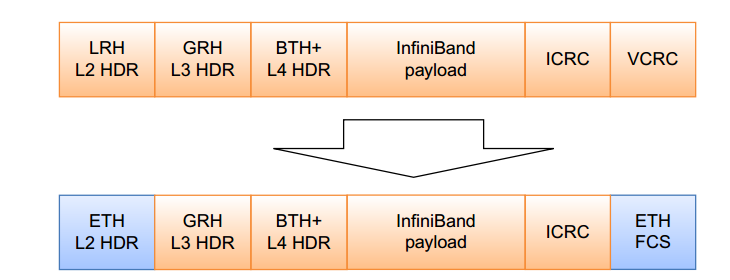 LRH
L2 HDR
GRH
L3 HDR
BTH+
L4 HDR
InfiniBand
payload
ICRC
VCRC
ETH
L2 HDR
GRH
L3 HDR
BTH+
L4 HDR
InfiniBand
payload
ICRC
ETH
FCS